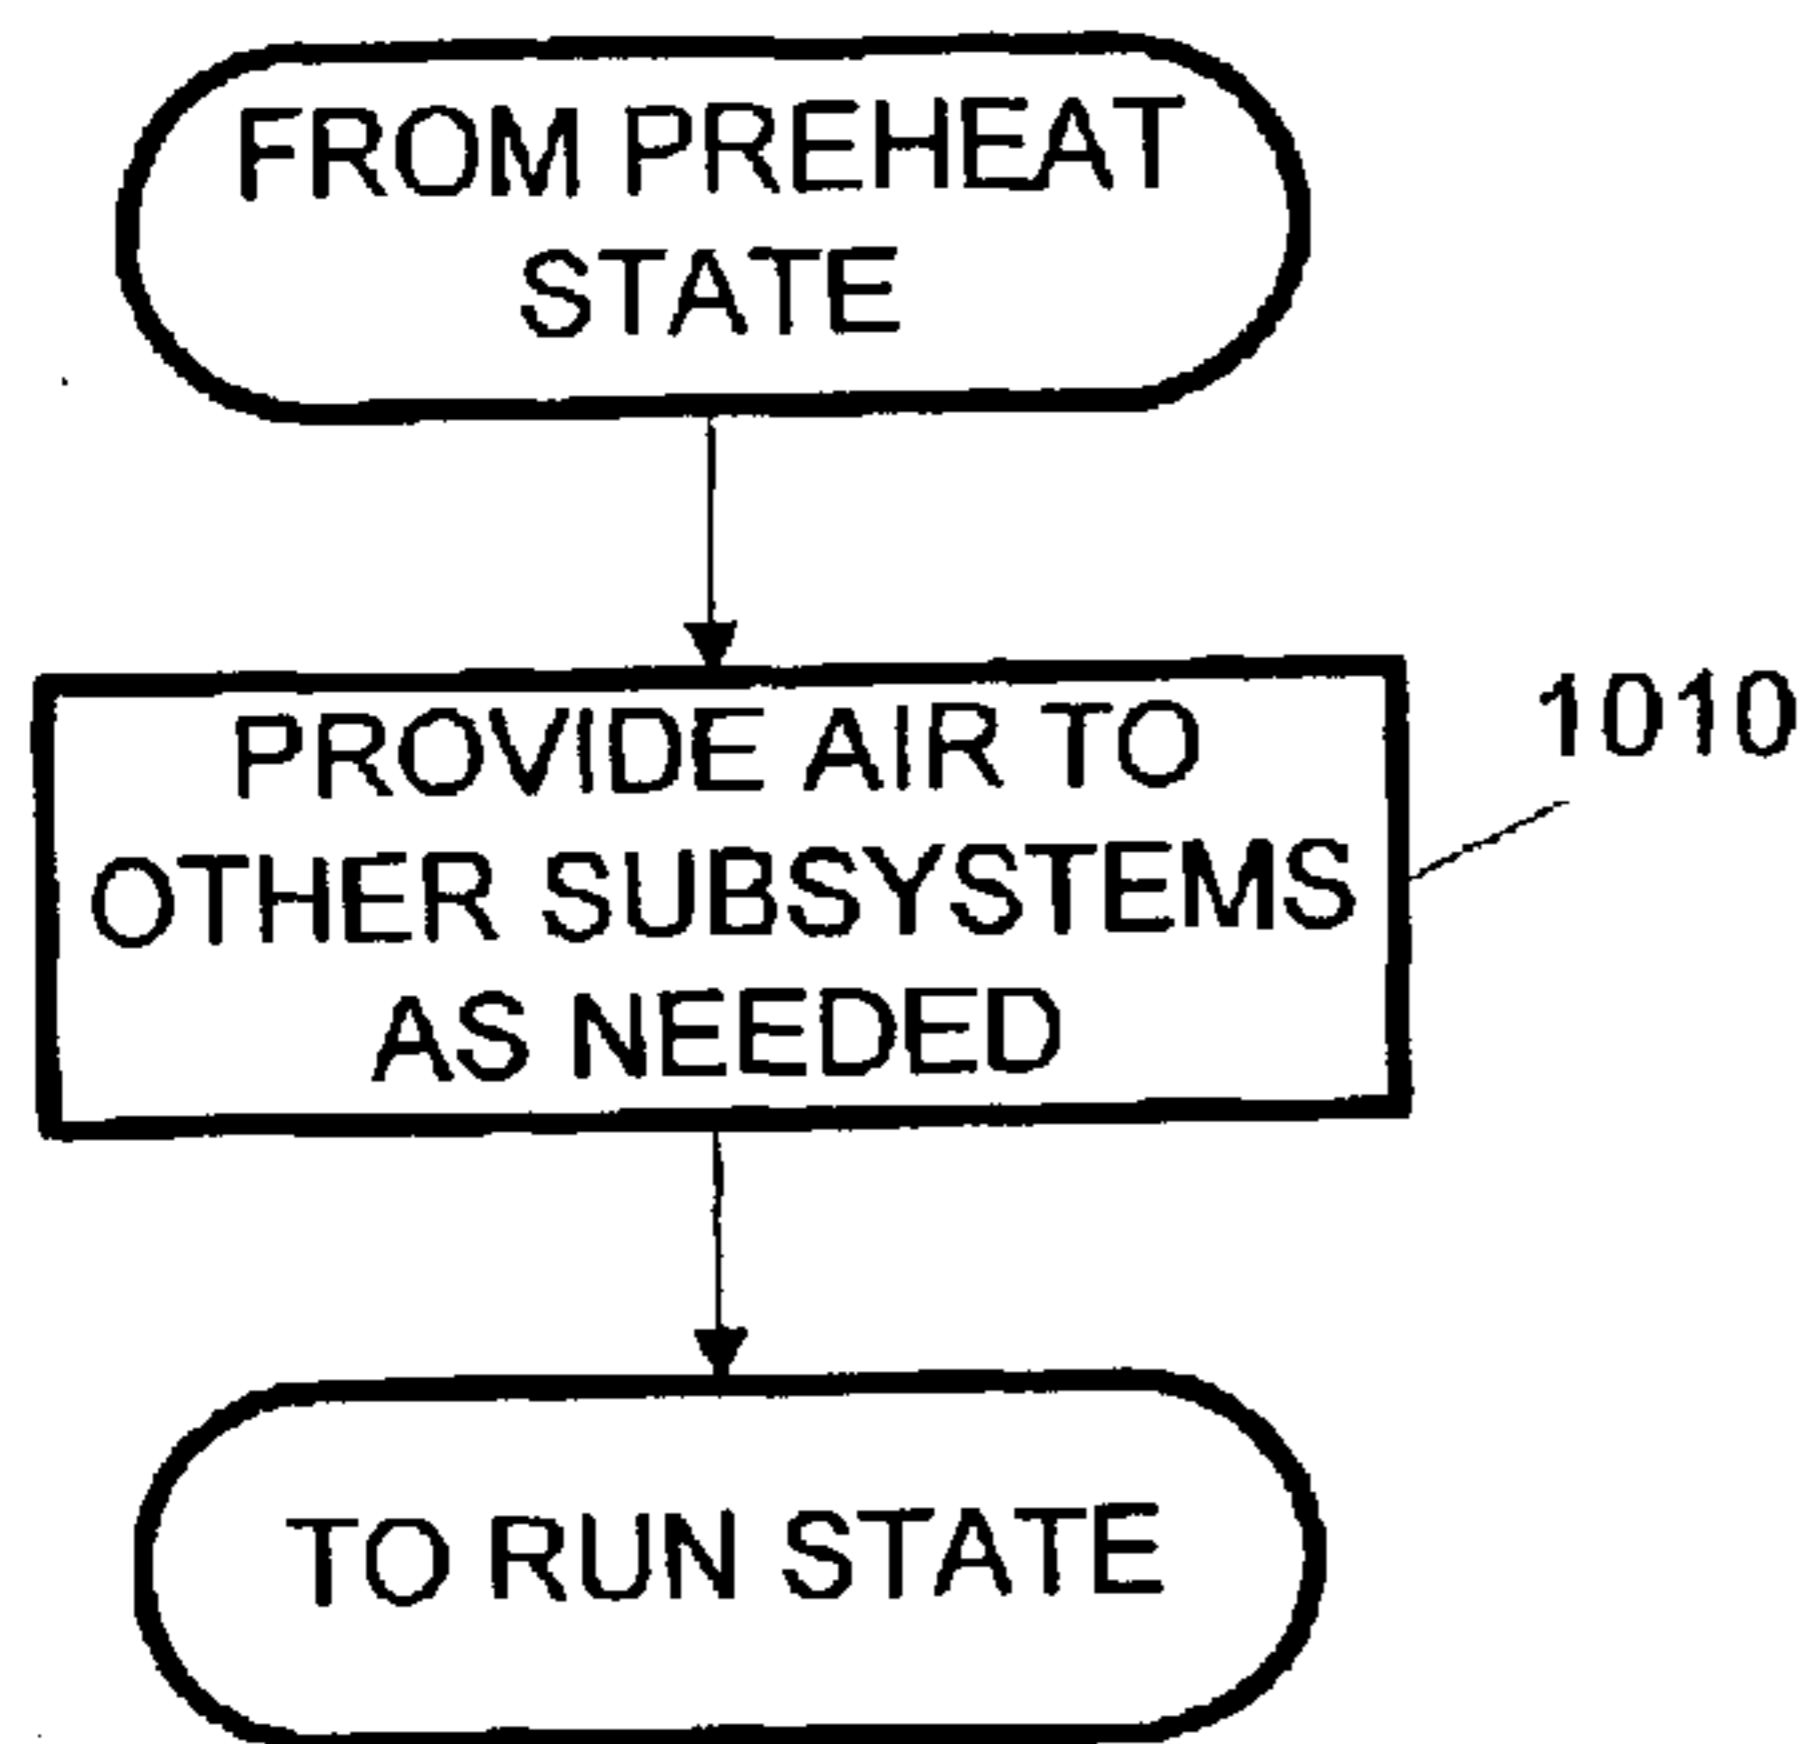 FROM PREHEAT
STATE
PROVIDE AIR TO
OTHER SUBSYSTEMS
AS NEEDED
1010
TO RUN STATE